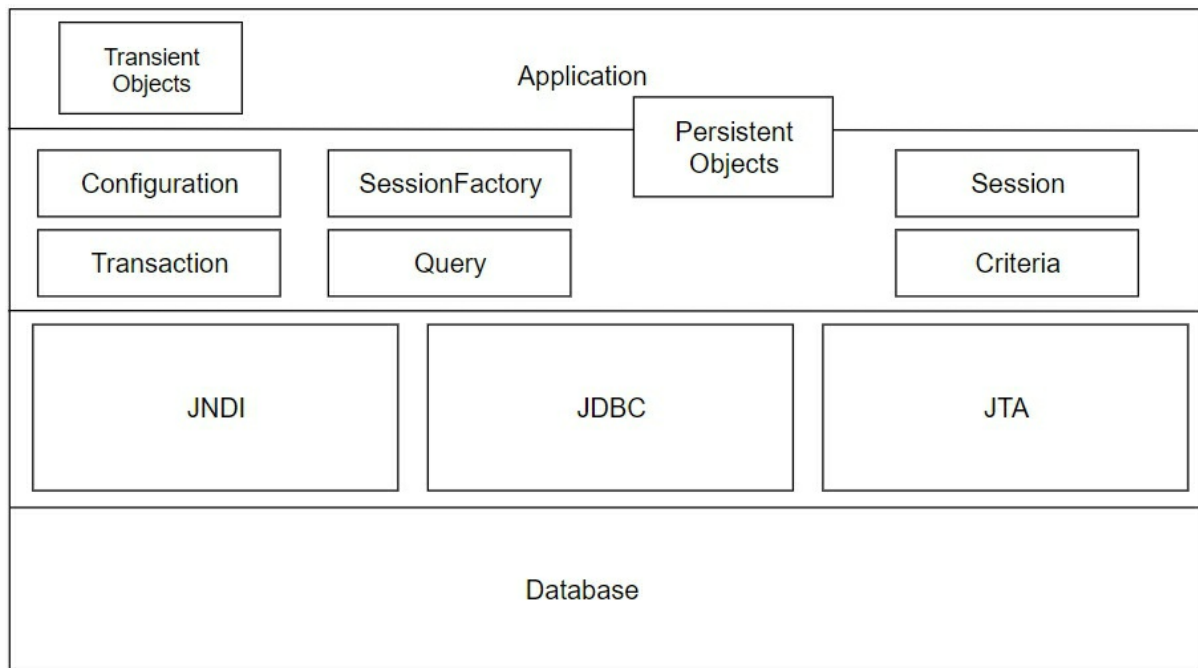 Transient
Objects
Application
Persistent
Objects
Configuration
SessionFactory
Session
Transaction
Query
Criteria
JNDI
JDBC
JTA
Database